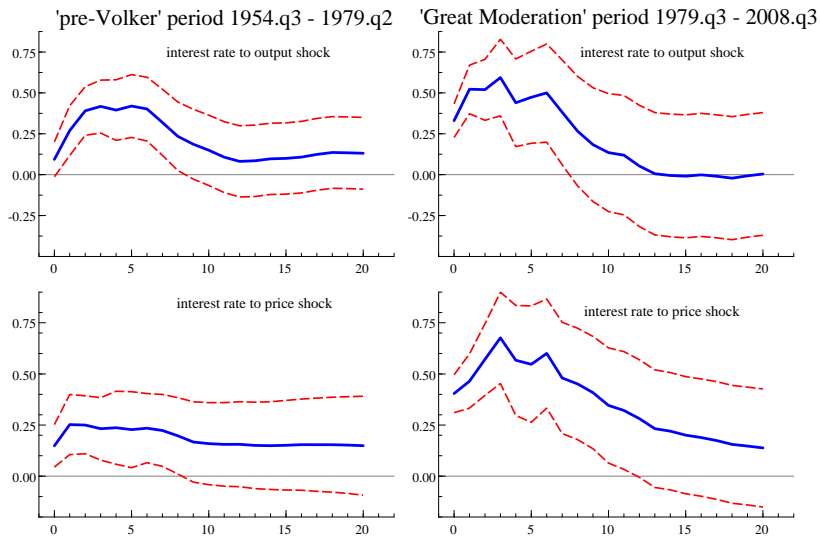 'pre-Volker' period 1954.q3 - 1979.q2
'Great Moderation' period 1979.q3 - 2008.q3
interest rate to output shock
0.75
0.50
0.25
0.00
-0.25
0 5 10 15 20
interest rate to output shock
0.75
0.50
0.25
0.00
-0.25
0 5 10 15 20
interest rate to price shock
0.75
0.50
0.25
0.00
0 5 10 15 20
interest rate to price shock
0.75
0.50
0.25
0.00
0 5 10 15 20